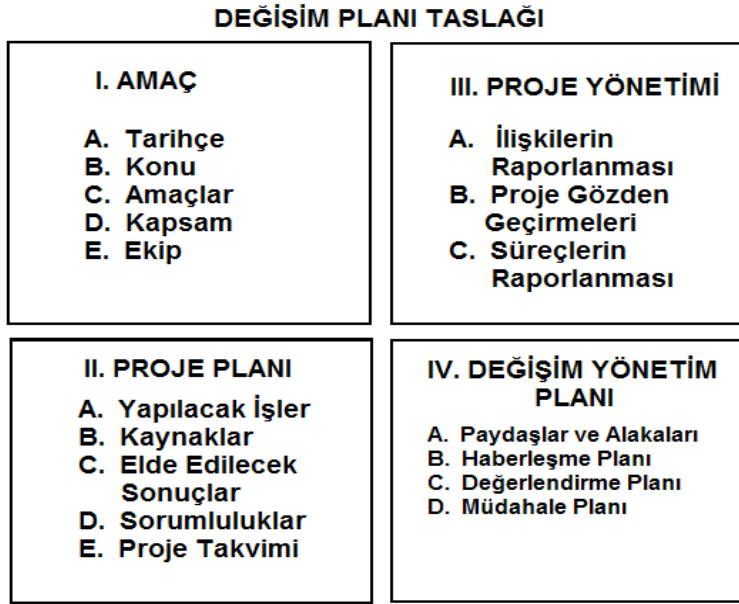 DEĞİŞİM PLANI TASLAĞI
I. AMAÇ
A. Tarihçe
B. Konu
C. Amaçlar
D. Kapsam
E. Ekip
II. PROJE PLANI
A. Yapılacak İşler
B. Kaynaklar
C. Elde Edilecek
Sonuçlar
D. Sorumluluklar
E. Proje Takvimi
III. PROJE YÖNETİMİ
A. İlişkilerin
Raporlanması
B. Proje Gözden
Geçirmeleri
C. Süreçlerin
Raporlanması
IV. DEĞİŞİM YÖNETİM
PLANI
A. Paydaşlar ve Alakaları
B. Haberleşme Planı
C. Değerlendirme Planı
D. Müdahale Planı